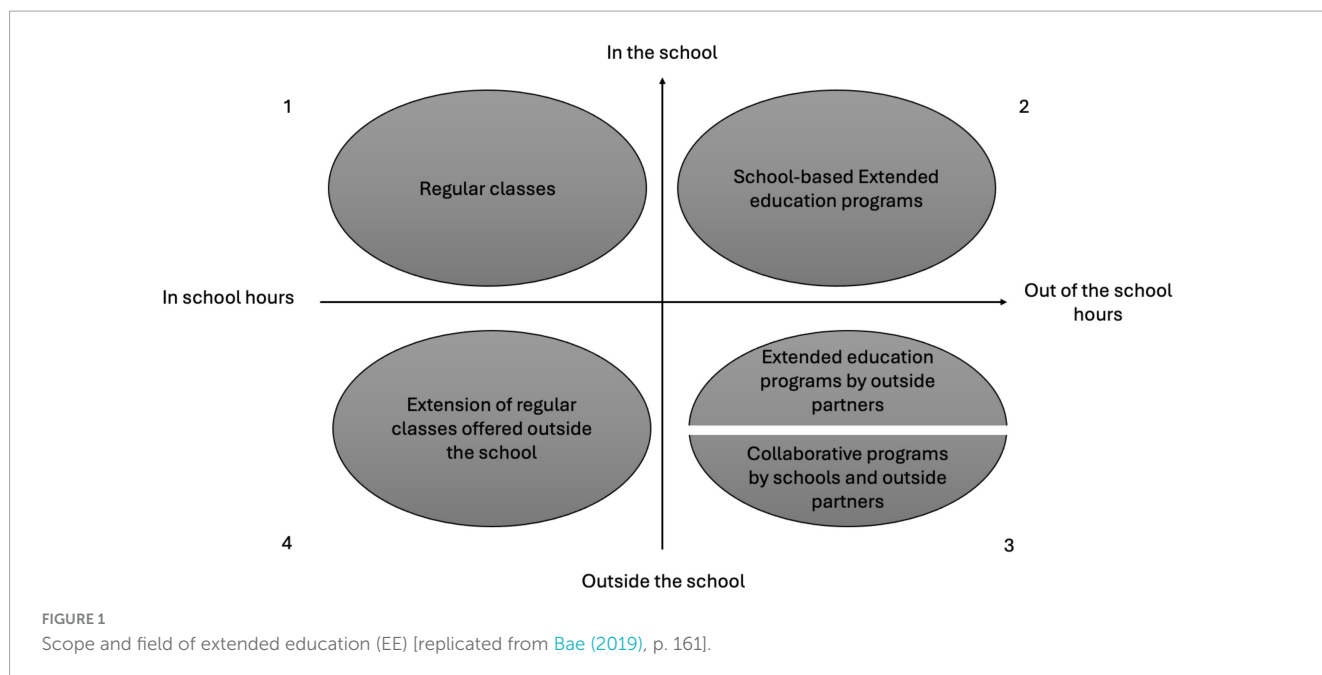 In the school
1
2
Regular classes
School-based Extended
education programs
In school hours
Out of the school
hours
Extension of regular
classes offered outside
the school
Extended education
programs by outside
partners
Collaborative programs
by schools and outside
partners
4
3
Outside the school
FIGURE 1
Scope and field of extended education (EE) [replicated from Bae (2019), p. 161].